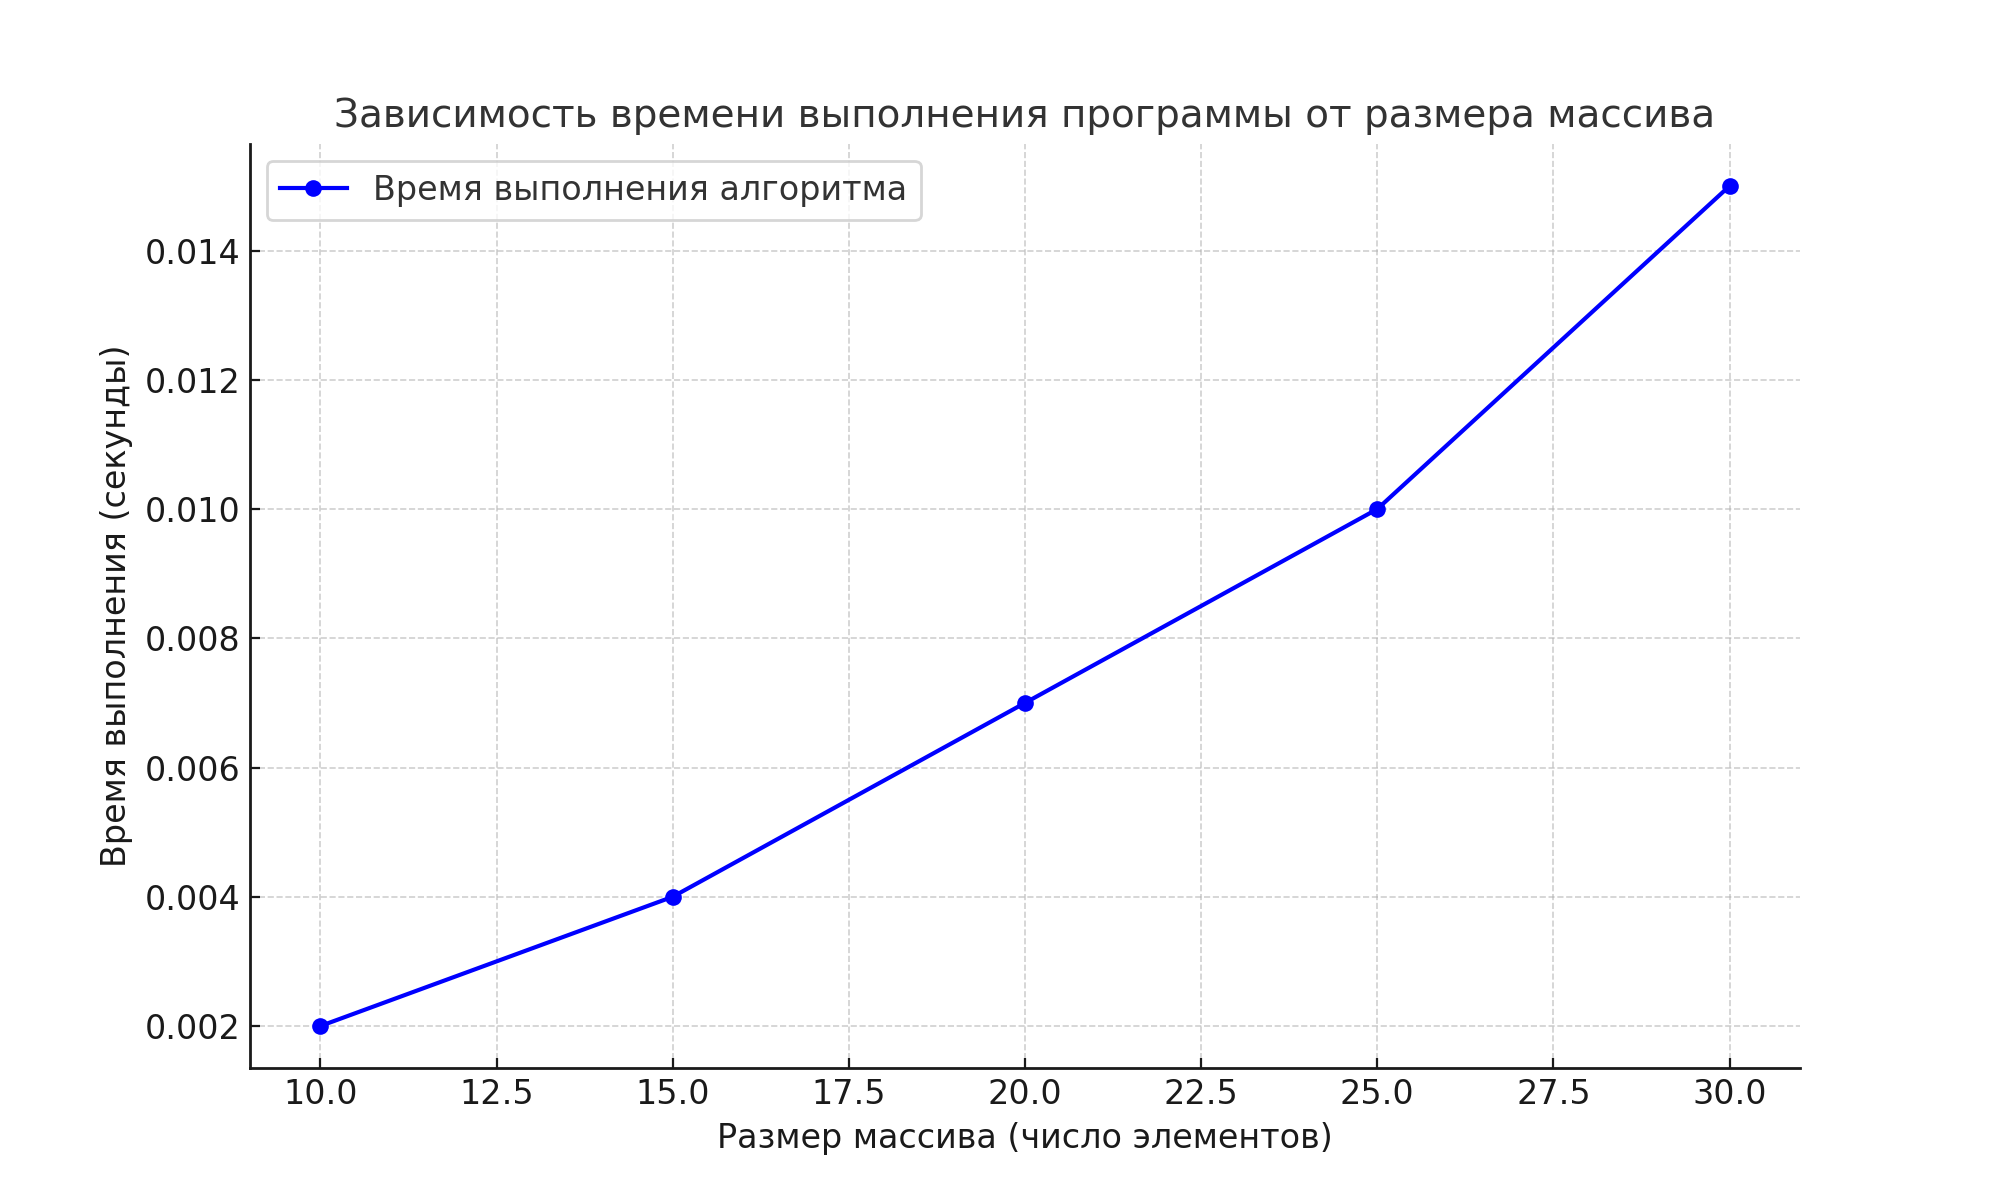 Зависимость времени выполнения программы от размера массива
Время выполнения алгоритма
Время выполнения (секунды)
0.014
0.012
0.010
0.008
0.006
0.004
0.002
10.0 12.5 15.0 17.5 20.0 22.5 25.0 27.5 30.0
Размер массива (число элементов)